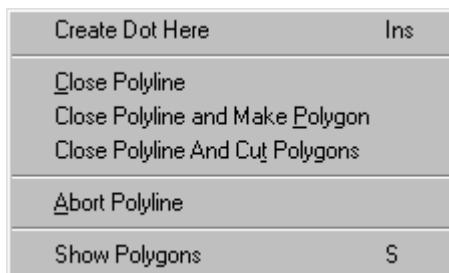 Create Dot Here Ins
Close Polyline
Close Polyline and Make Polygon
Close Polyline And Cut Polygons
Abort Polyline
Show Polygons S